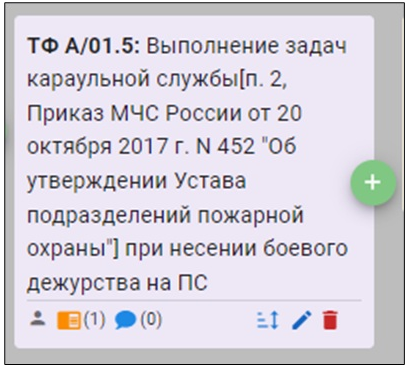 ТФ А/01.5: Выполнение задач
караульной службы[п. 2,
Приказ МЧС России от 20
октября 2017 г. N 452 "Об
утверждении Устава
подразделений пожарной
охраны"] при несении боевого
дежурства на ПС
(1) (0)